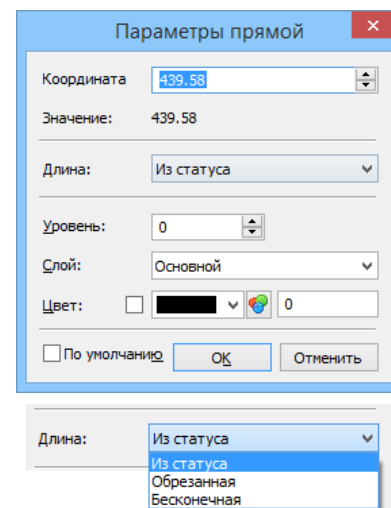 Параметры прямой
Координата 439.58
Значение: 439.58
Длина: Из статуса
Уровень: 0
Слой: Основной
Цвет: 0
По умолчанию OK Отменить
Длина: Из статуса
Из статуса
Обрезанная
Бесконечная